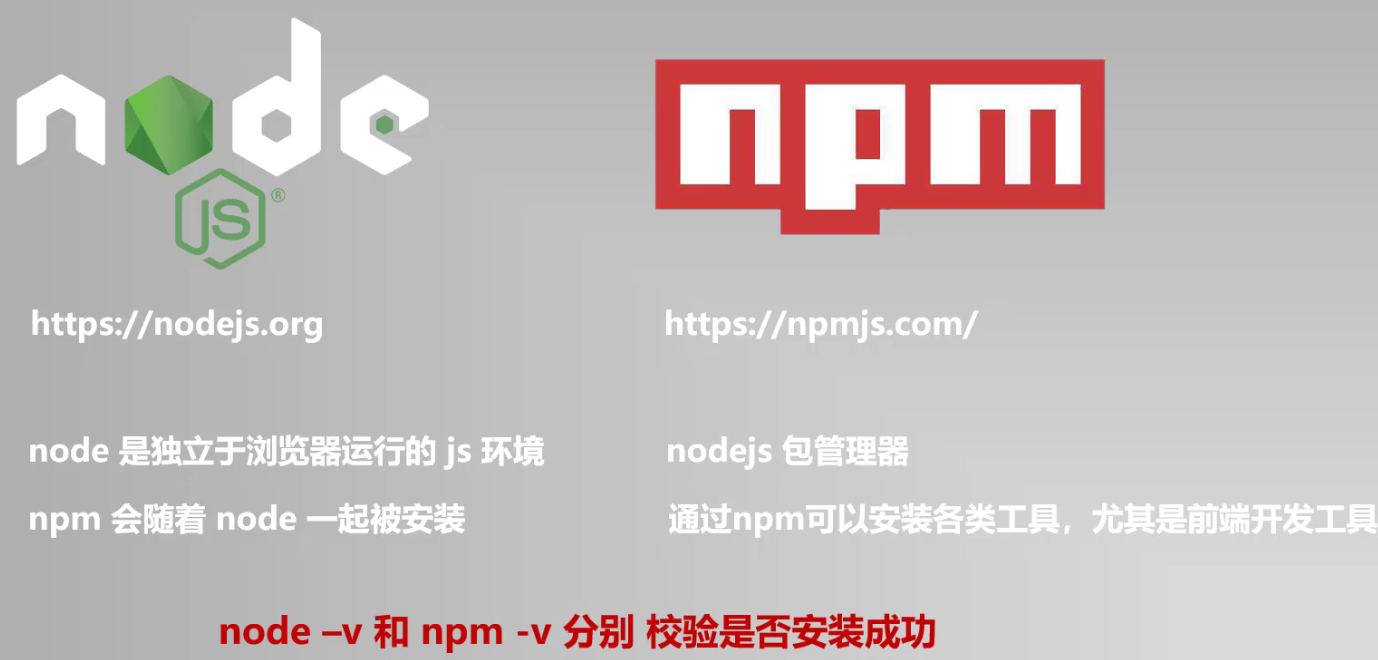 node
JS ®
npm
https://nodejs.org
https://npmjs.com/
node 是独立于浏览器运行的 js 环境
nodejs 包管理器
npm 会随着 node 一起被安装
通过npm可以安装各类工具，尤其是前端开发工具
node –v 和 npm -v 分别 校验是否安装成功